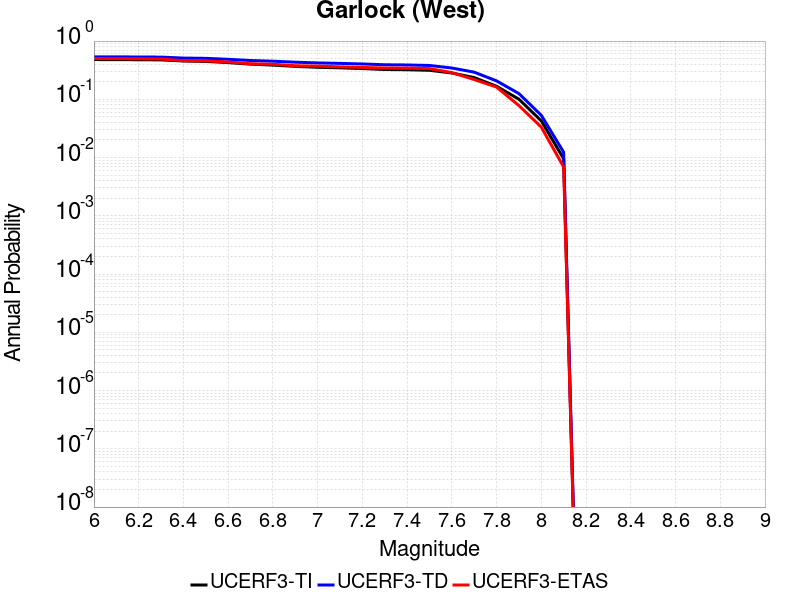 Garlock (West)
10^0
10^-1
10^-2
10^-3
10^-4
10^-5
10^-6
10^-7
10^-8
Annual Probability
6 6.2 6.4 6.6 6.8 7 7.2 7.4 7.6 7.8 8 8.2 8.4 8.6 8.8 9
Magnitude
UCERF3-TI UCERF3-TD UCERF3-ETAS